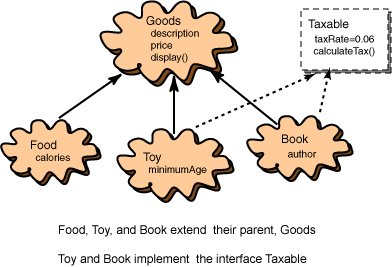 Goods
description
price
display()
Taxable
taxRate=0.06
calculateTax()
Food
calories
Toy
minimumAge
Book
author
Food, Toy, and Book extend their parent, Goods
Toy and Book implement the interface Taxable